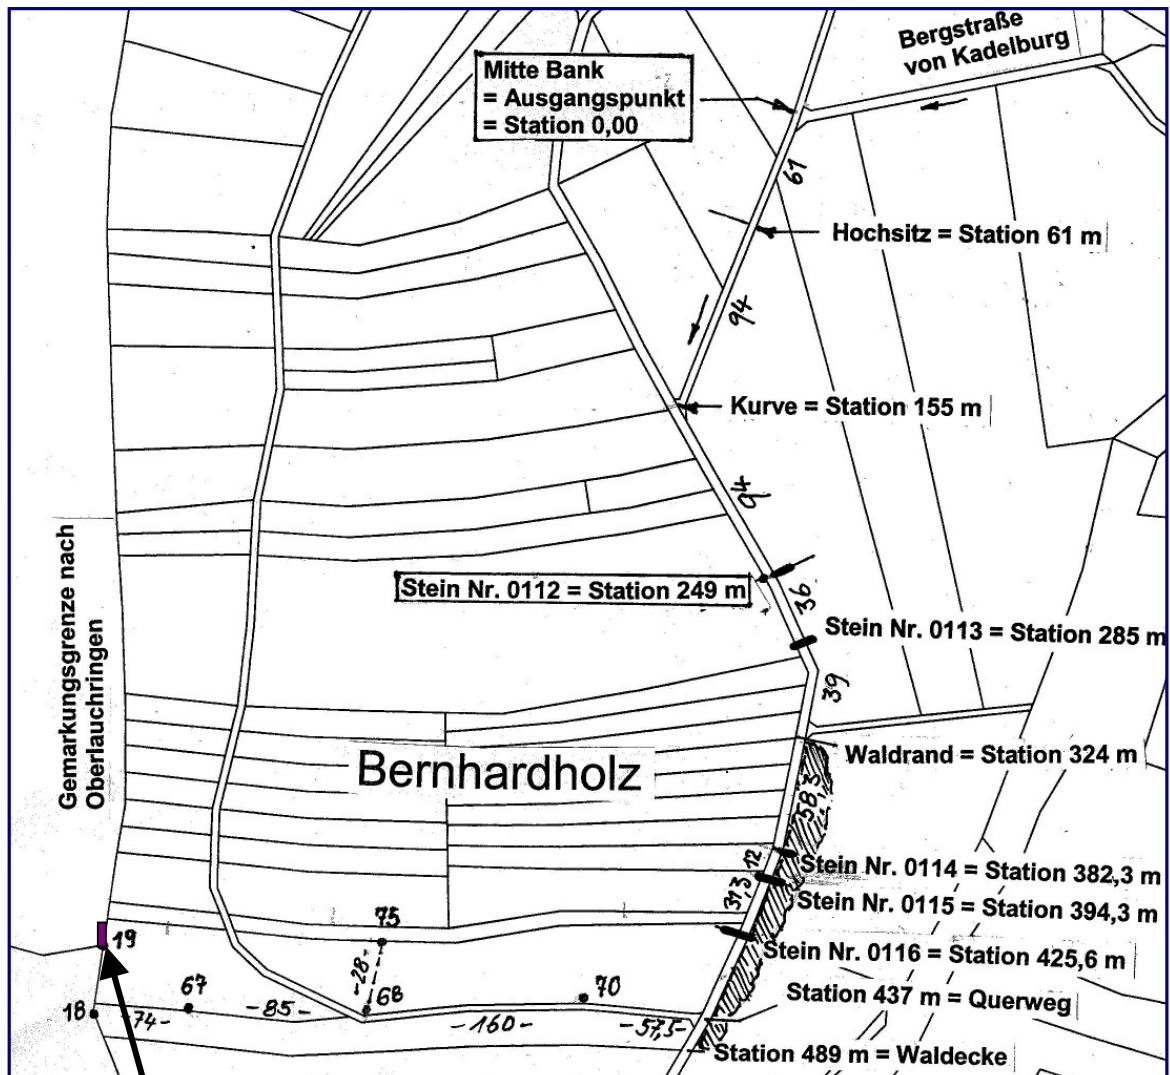 Bergstraße
von Kadelburg
Mitte Bank
= Ausgangspunkt
= Station 0,00
61
Hochsitz = Station 61 m
94
Kurve = Station 155 m
94
Stein Nr. 0112 = Station 249 m
36
Stein Nr. 0113 = Station 285 m
39
Gemarkungsgrenze nach
Oberlauchringen
Bernhardholz
Waldrand = Station 324 m
58,3
12
Stein Nr. 0114 = Station 382,3 m
31,3
Stein Nr. 0115 = Station 394,3 m
75
19
Stein Nr. 0116 = Station 425,6 m
-28-
67
68
70
Station 437 m = Querweg
18
-74-
-85-
-160-
-57,5-
Station 489 m = Waldecke